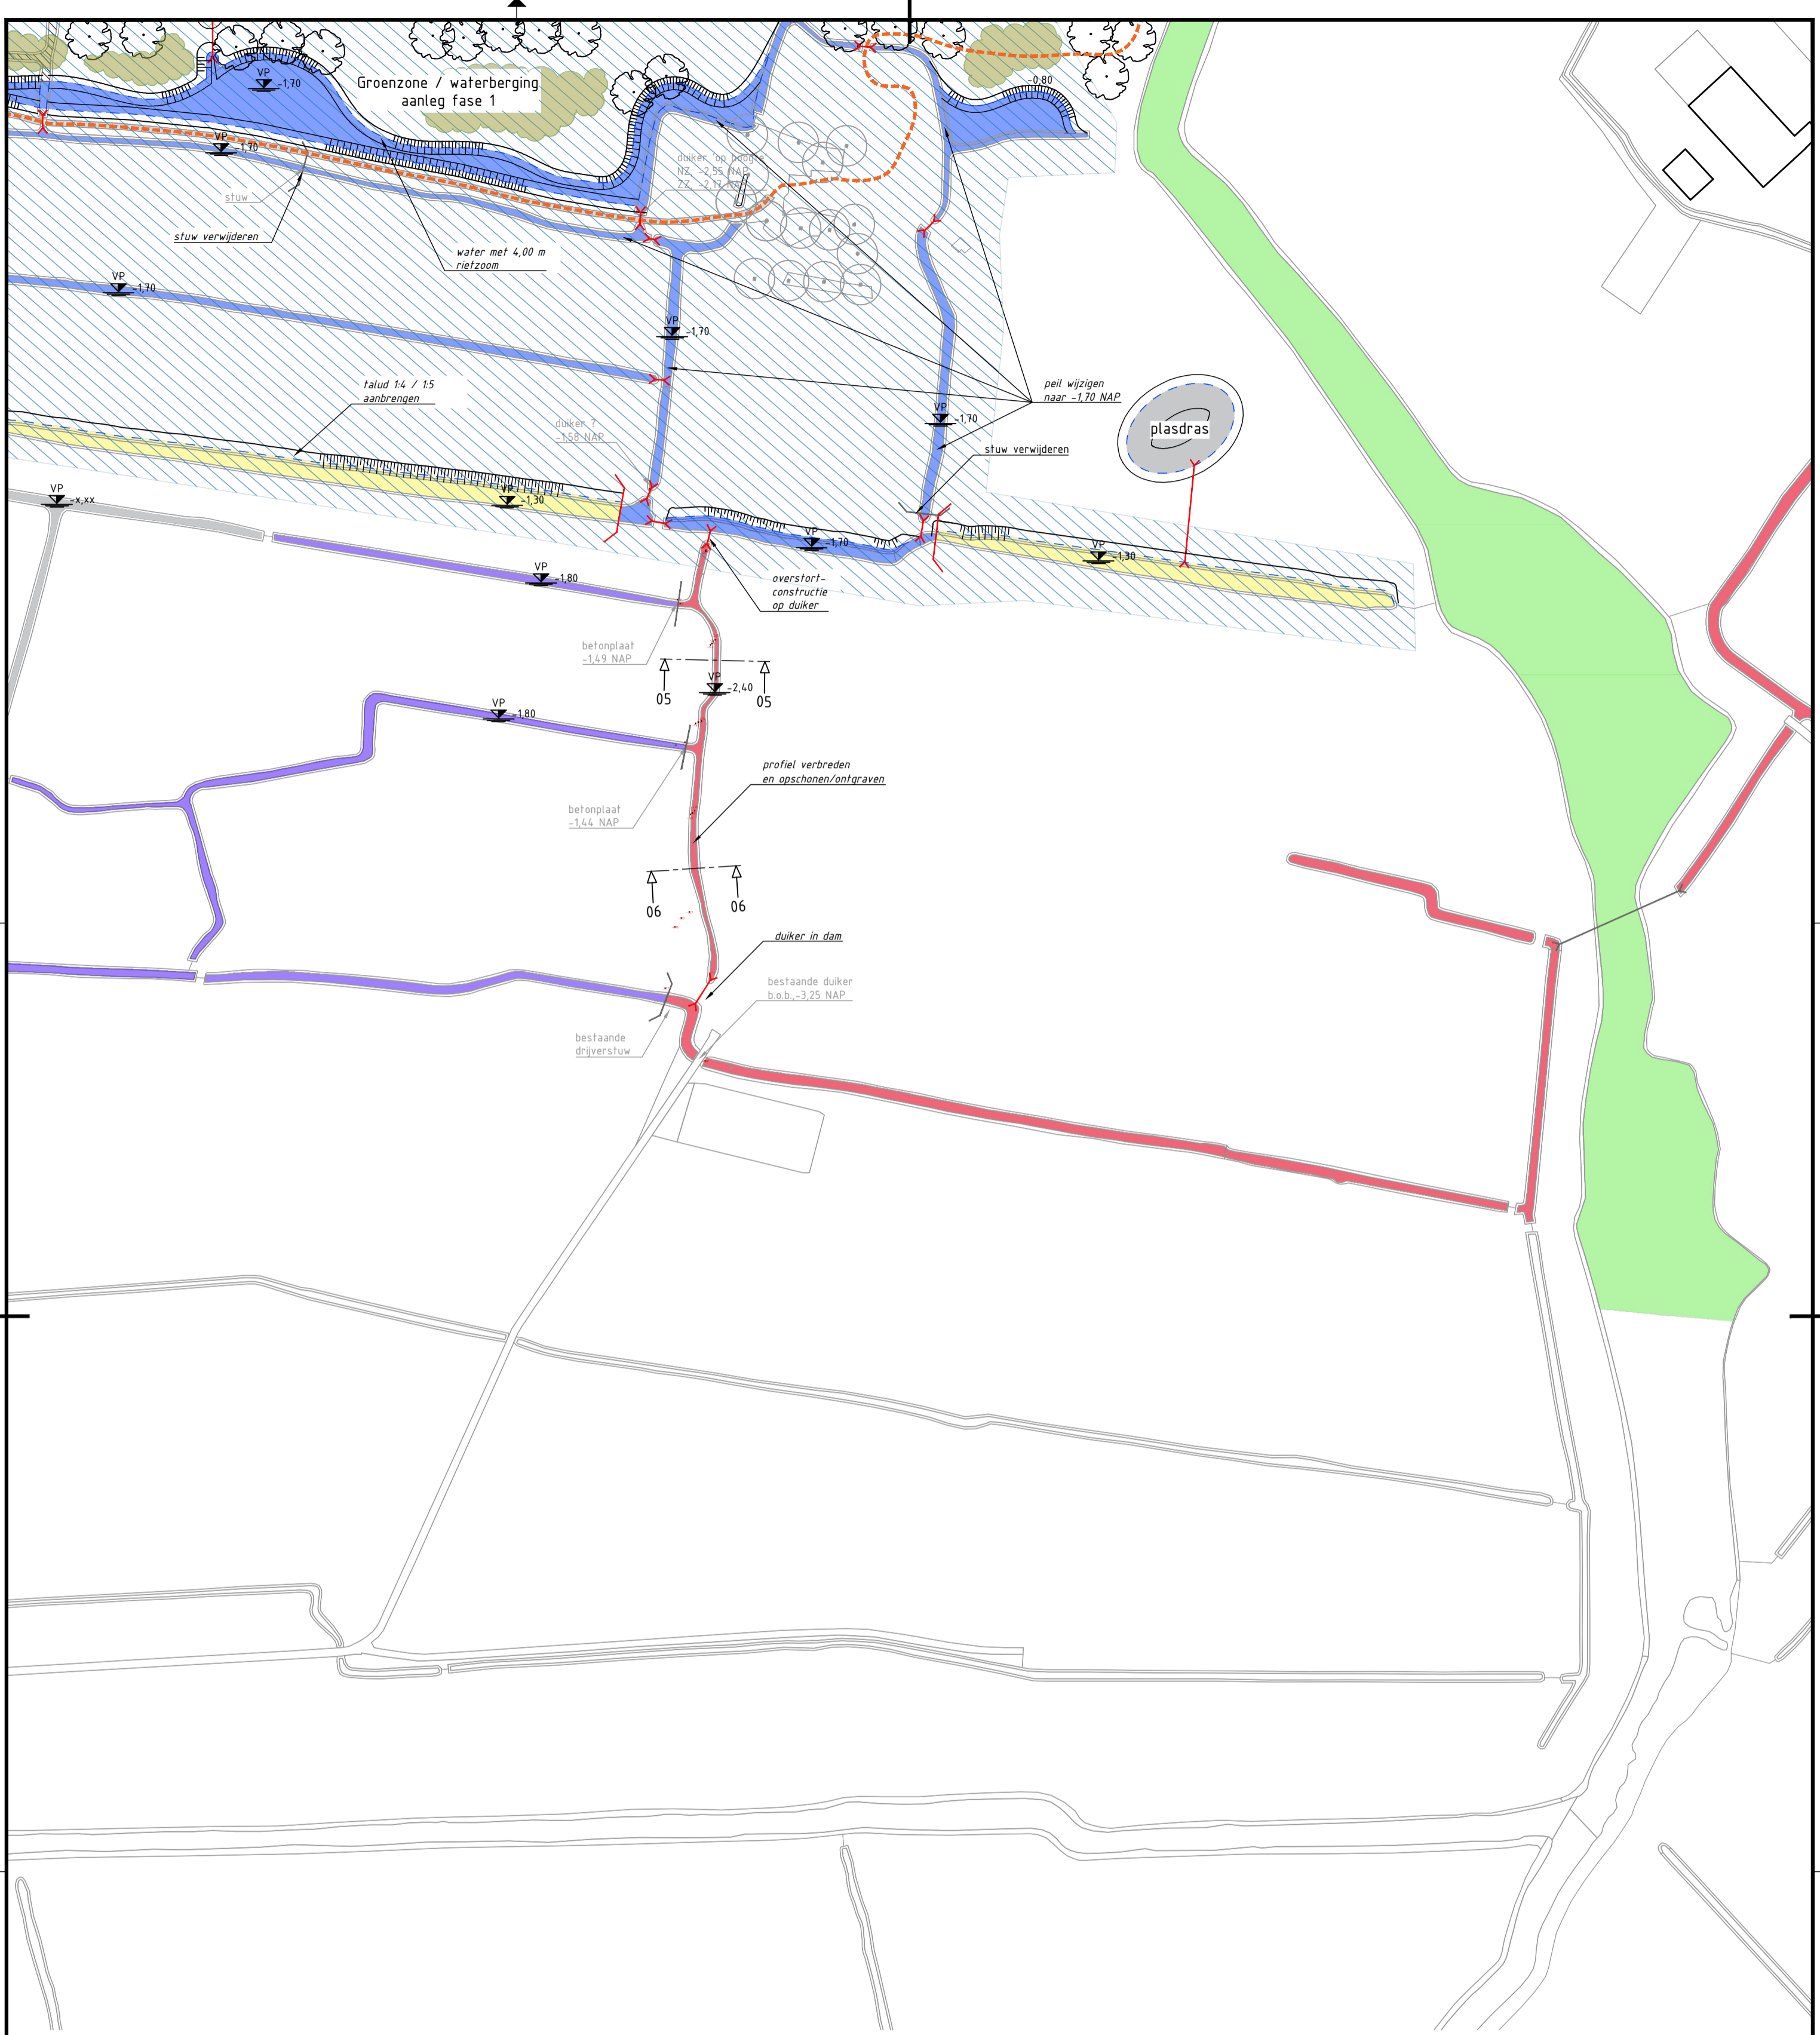 VP
-1,70
Groenzone / waterberging
aanleg fase 1
-0.80
VP
-1,70
duiker 'op hoogte'
NZ. -2,55 NAP
ZZ. -2,17 NAP
stuw
stuw verwijderen
water met 4,00 m
rietzoom
VP
-1,70
VP
-1,70
talud 1:4 / 1:5
aanbrengen
peil wijzigen
naar -1,70 NAP
VP
-1,70
plasdras
duiker ?
-1,58 NAP
stuw verwijderen
VP
-x,xx
VP
-1,30
VP
-1,70
VP
-1,30
VP
-1,80
overstort-
constructie
op duiker
betonplaat
-1,49 NAP
05
05
VP
-2,40
VP
-1,80
profiel verbreden
en opschonen/ontgraven
betonplaat
-1,44 NAP
06
06
duiker in dam
bestaande duiker
b.o.b.,-3,25 NAP
bestaande
drijverstuw